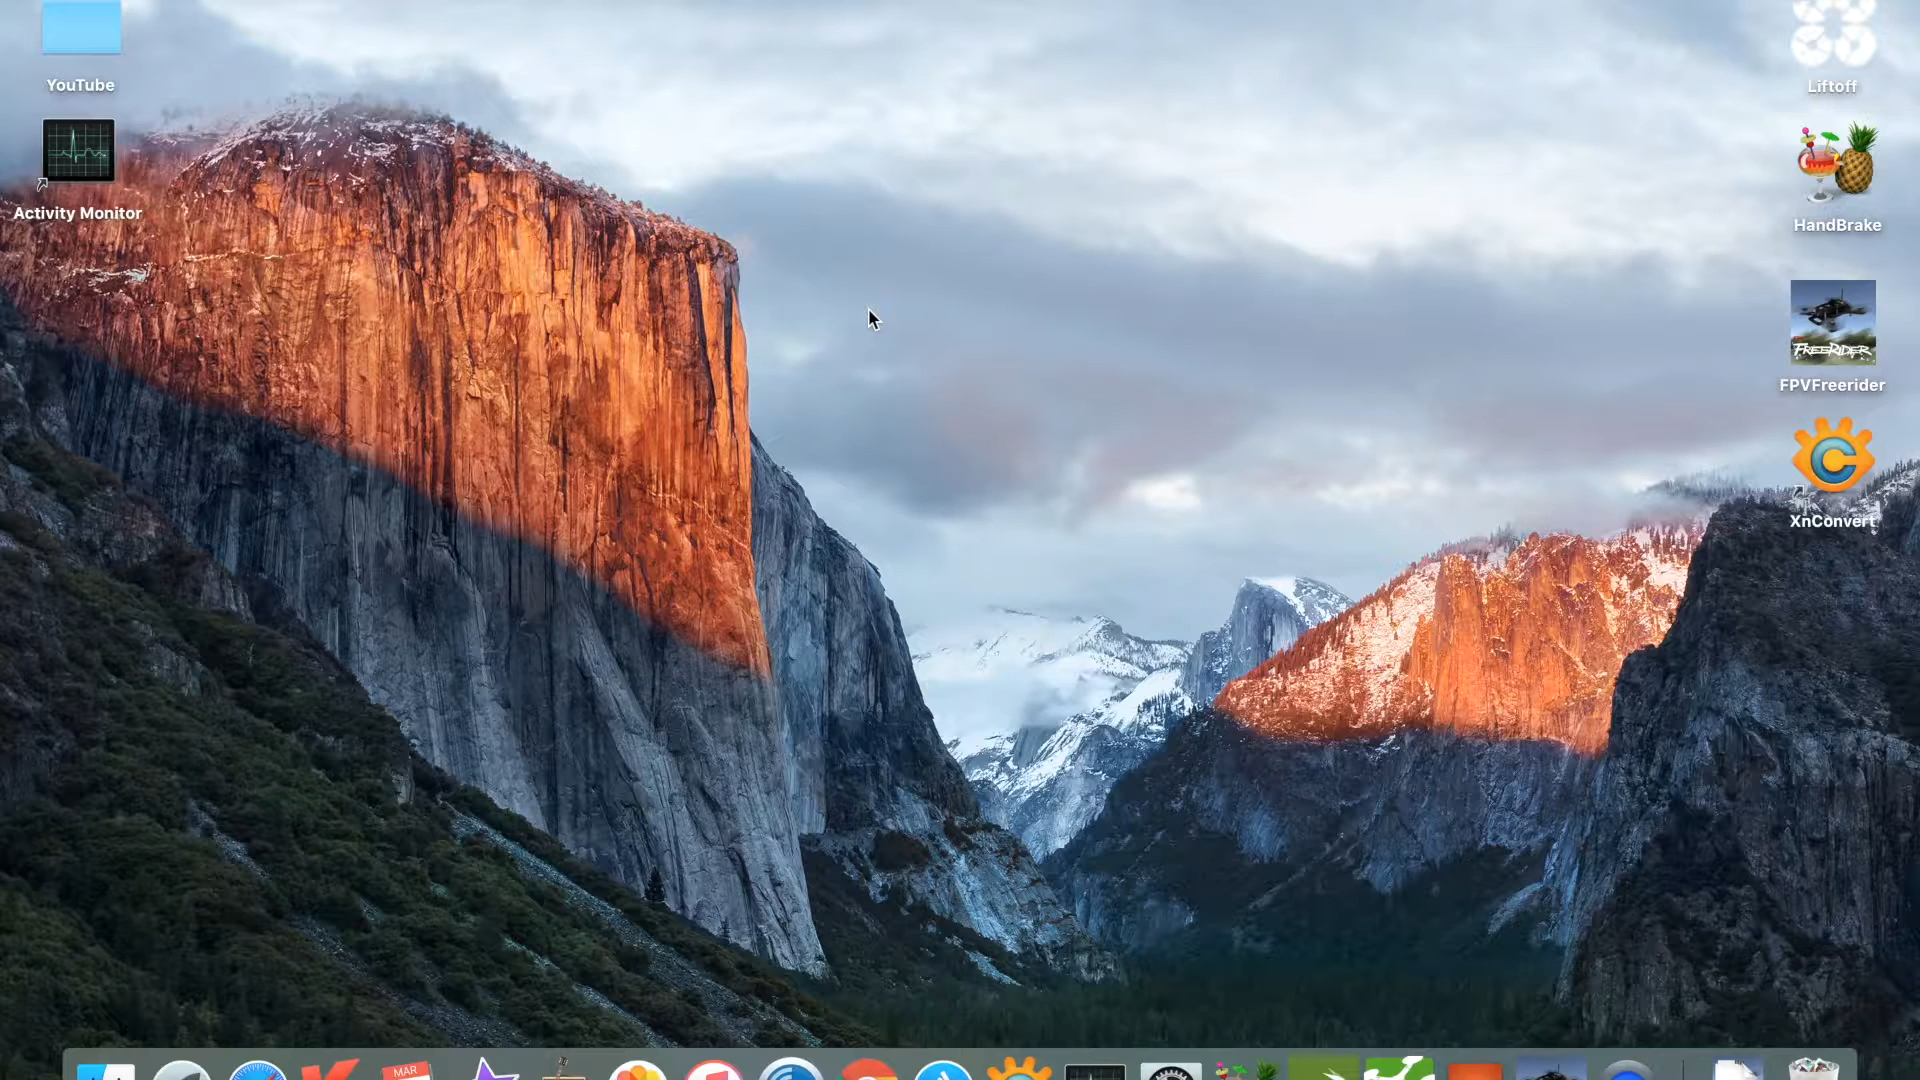 YouTube
Activity Monitor
Liftoff
HandBrake
FREERIDER
FPVFreerider
XnConvert
MAR